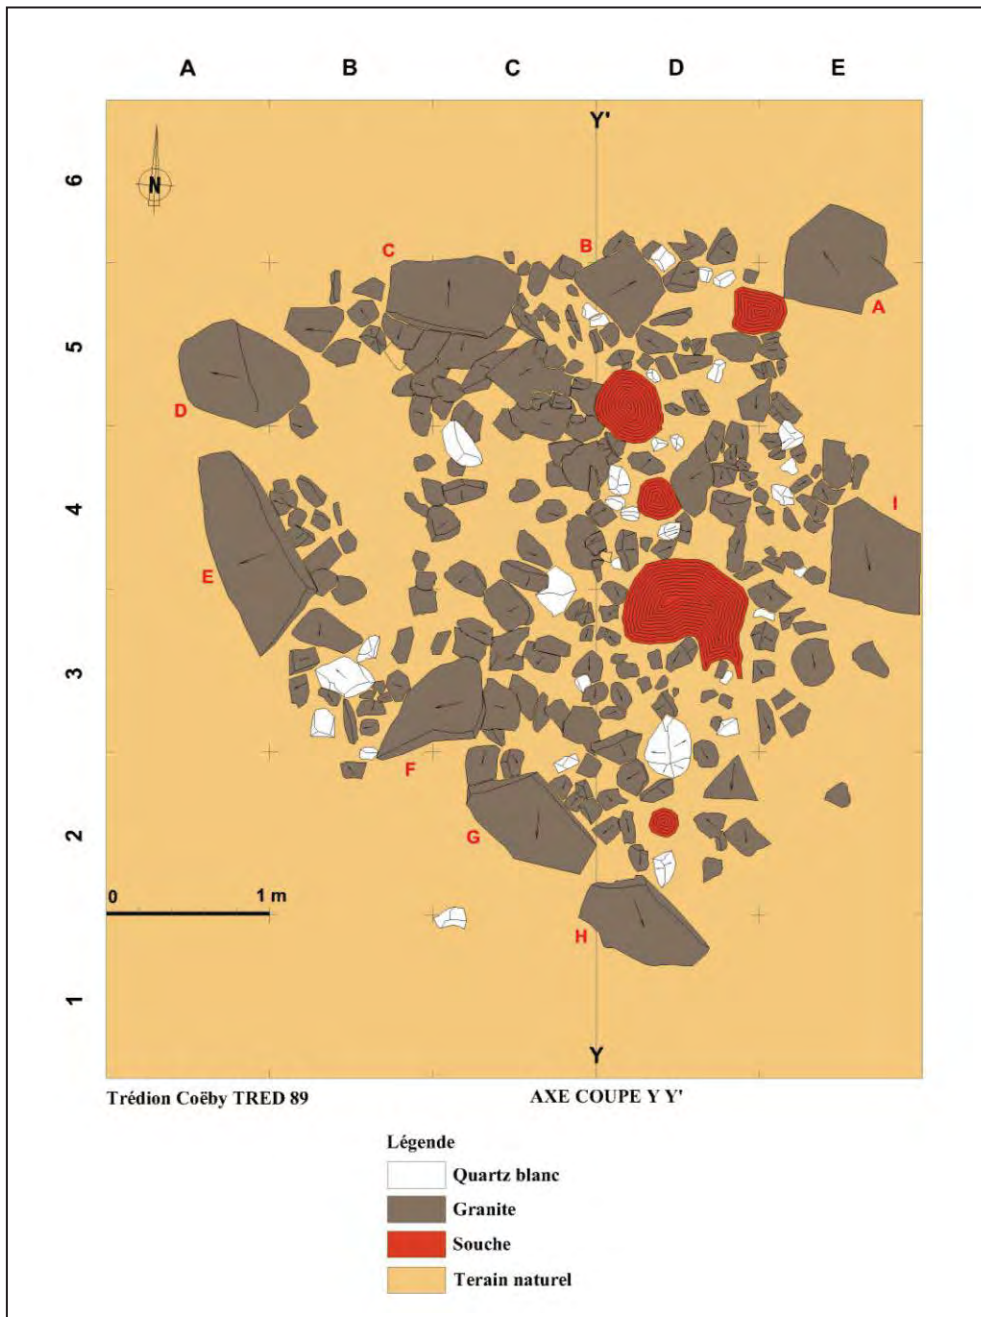 A B C D E
Y'
6
N
B
C
A
5
D
4
I
E
3
F
2
G
0 1 m
H
1
Y
Trédion Coëby TRED 89 AXE COUPE Y Y'
Légende
Quartz blanc
Granite
Souche
Terain naturel